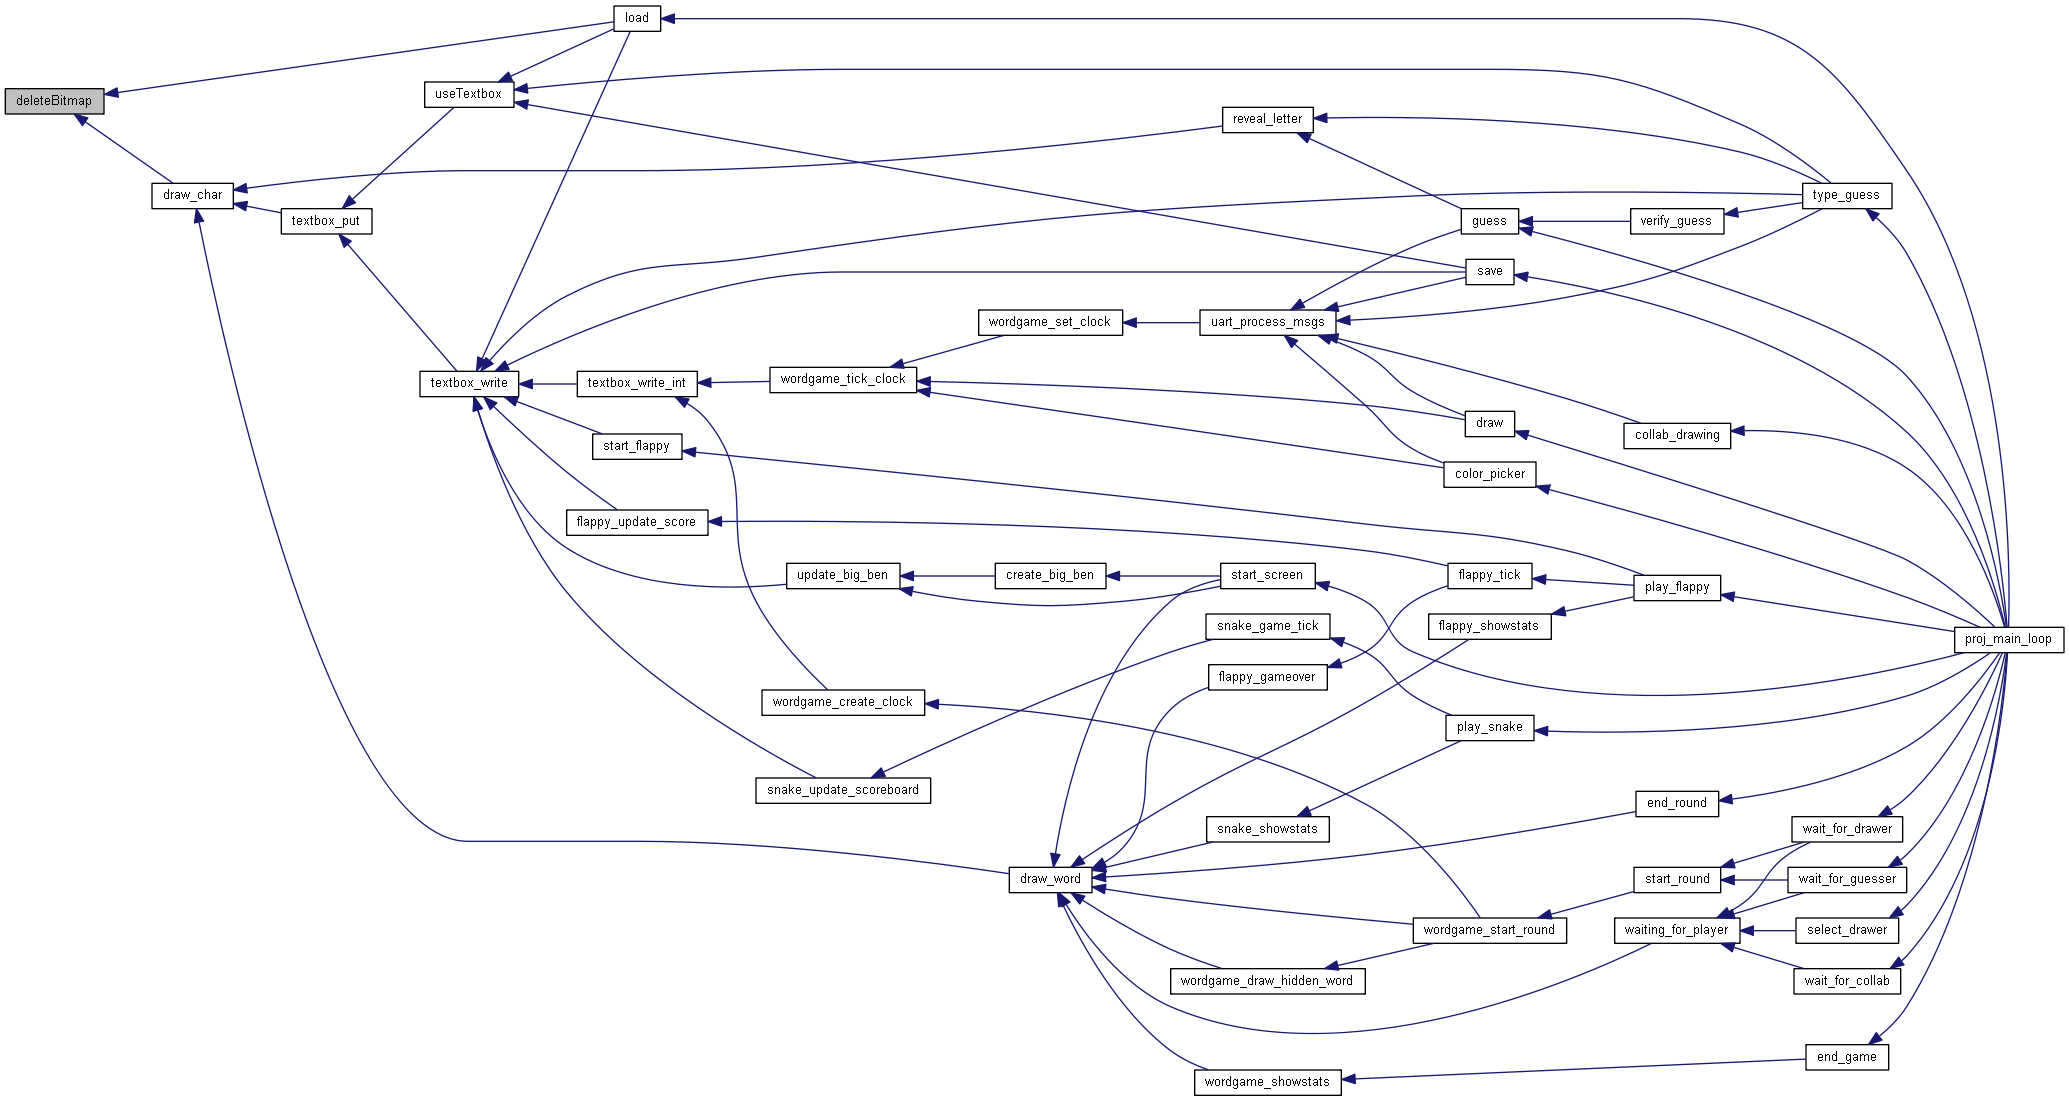 load
deleteBitmap
useTextbox
reveal_letter
draw_char
type_guess
textbox_put
guess
verify_guess
save
wordgame_set_clock
uart_process_msgs
textbox_write
textbox_write_int
wordgame_tick_clock
draw
collab_drawing
start_flappy
color_picker
flappy_update_score
update_big_ben
create_big_ben
start_screen
flappy_tick
play_flappy
snake_game_tick
flappy_showstats
proj_main_loop
flappy_gameover
wordgame_create_clock
play_snake
snake_update_scoreboard
end_round
snake_showstats
wait_for_drawer
draw_word
start_round
wait_for_guesser
wordgame_start_round
waiting_for_player
select_drawer
wordgame_draw_hidden_word
wait_for_collab
end_game
wordgame_showstats